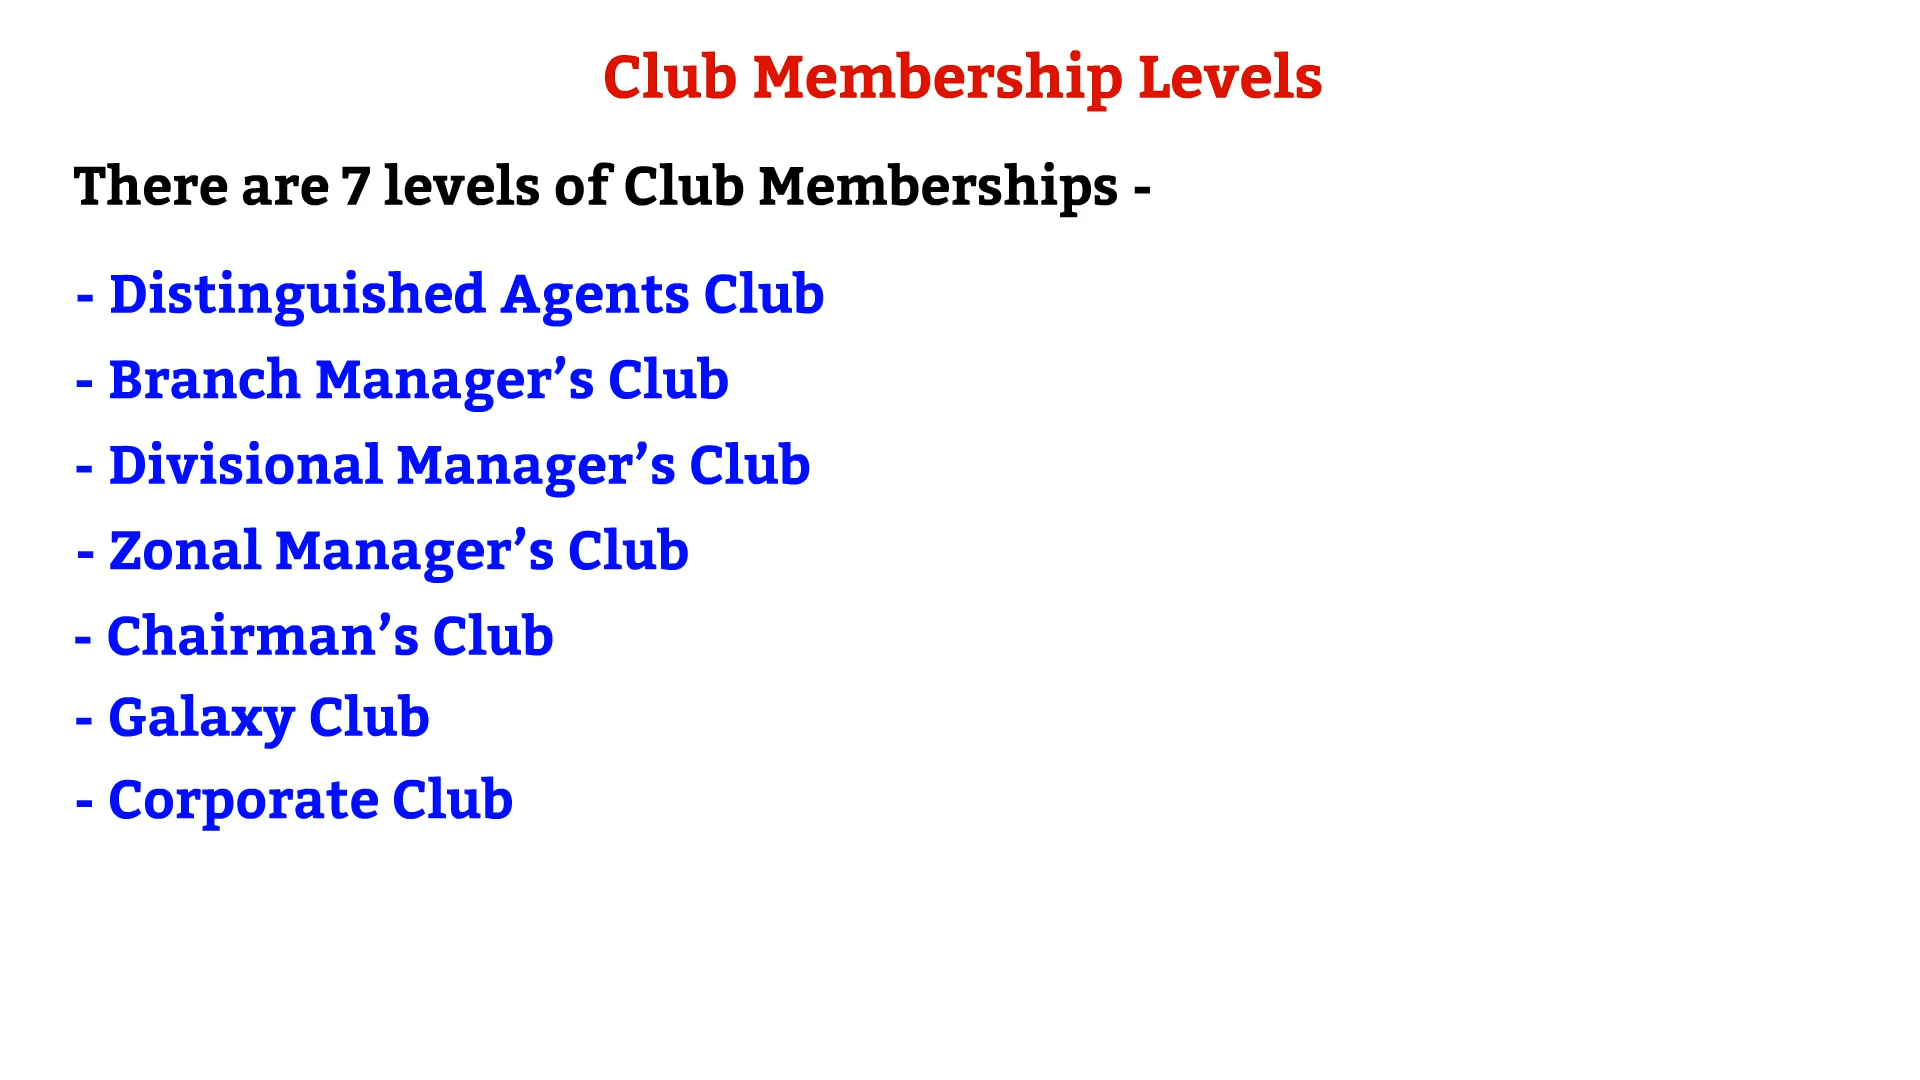 Club Membership Levels
There are 7 levels of Club Memberships -
- Distinguished Agents Club
- Branch Manager’s Club
- Divisional Manager’s Club
- Zonal Manager’s Club
- Chairman’s Club
- Galaxy Club
- Corporate Club